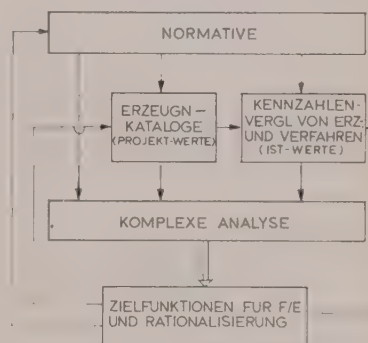 NORMATIVE
ERZEUGN–
KATALOGE
(PROJEKT-WERTE)
KENNZAHLEN-
VERGL VON ERZ-
UND VERFAHREN
(IST-WERTE)
KOMPLEXE ANALYSE
ZIELFUNKTIONEN FUR F/E
UND RATIONALISIERUNG